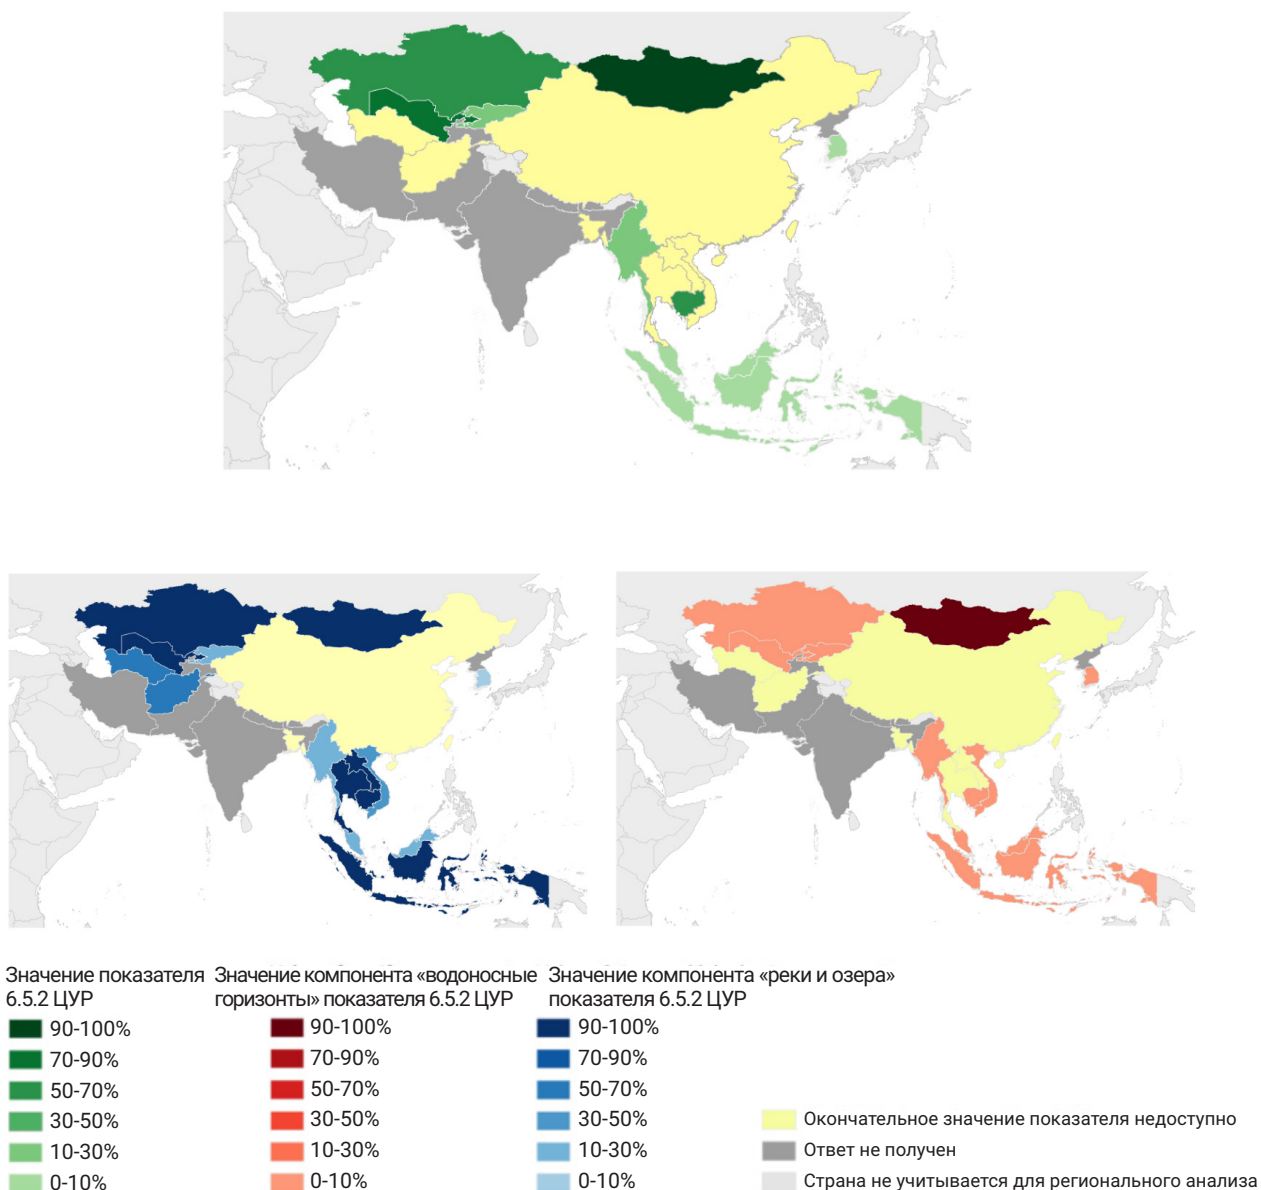 Значение показателя
6.5.2 ЦУР
90-100%
70-90%
50-70%
30-50%
10-30%
0-10%
Значение компонента «водоносные
горизонты» показателя 6.5.2 ЦУР
90-100%
70-90%
50-70%
30-50%
10-30%
0-10%
Значение компонента «реки и озера»
показателя 6.5.2 ЦУР
90-100%
70-90%
50-70%
30-50%
10-30%
0-10%
Окончательное значение показателя недоступно
Ответ не получен
Страна не учитывается для регионального анализа